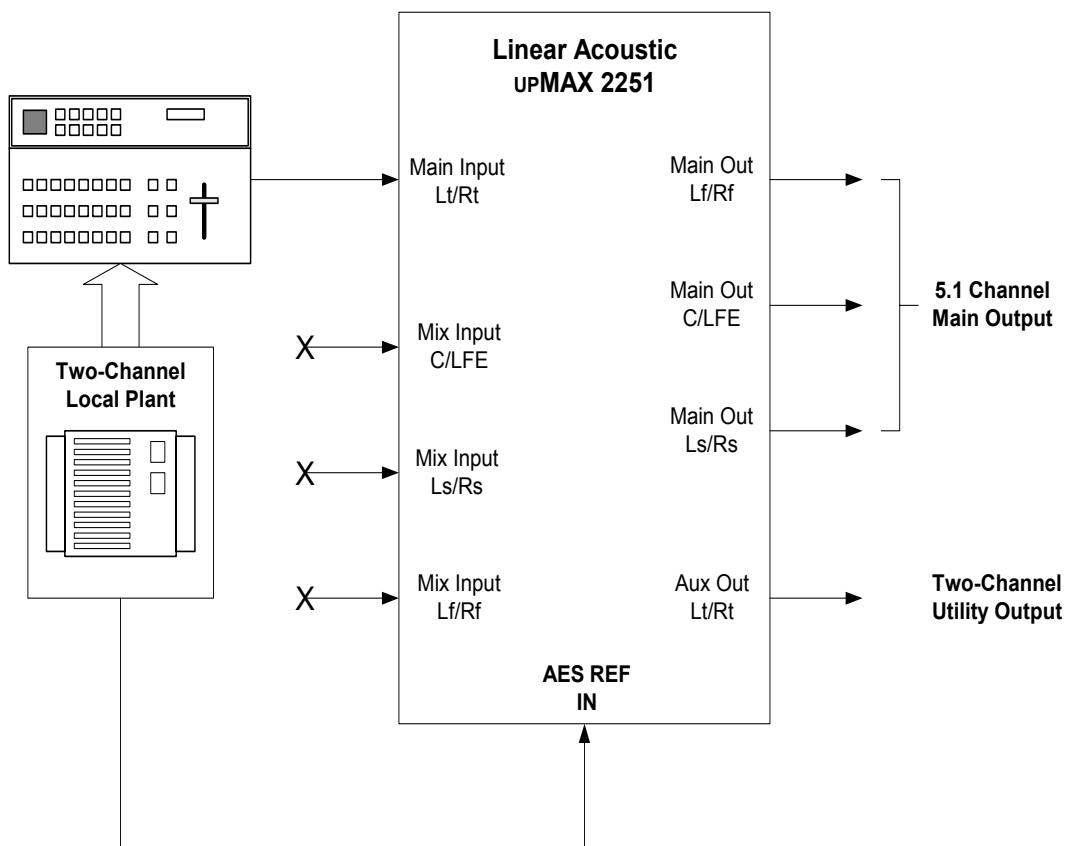 Linear Acoustic
UPMAX 2251
Main Input
Lt/Rt
Main Out
Lf/Rf
Main Out
C/LFE
5.1 Channel
Main Output
X
Mix Input
C/LFE
Two-Channel
Local Plant
Main Out
Ls/Rs
X
Mix Input
Ls/Rs
X
Mix Input
Lf/Rf
Aux Out
Lt/Rt
Two-Channel
Utility Output
AES REF
IN